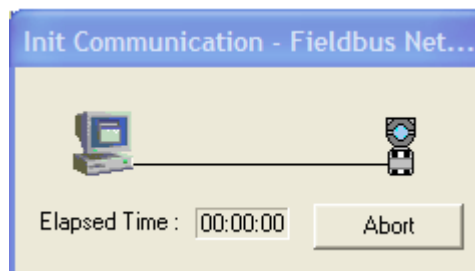 Init Communication - Fieldbus Net...
Elapsed Time : 00:00:00 Abort